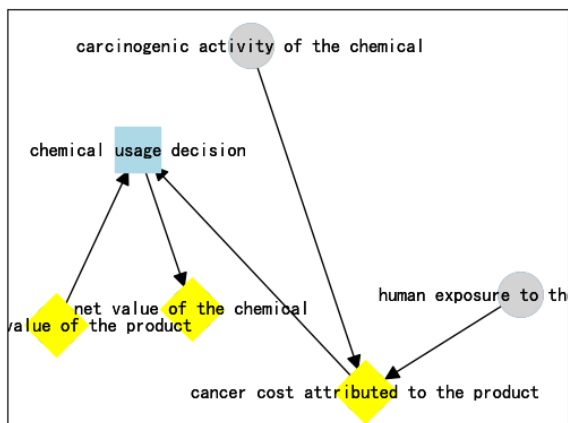 carcinogenic activity of the chemical
chemical usage decision
human exposure to the
net value of the chemical
value of the product
cancer cost attributed to the product